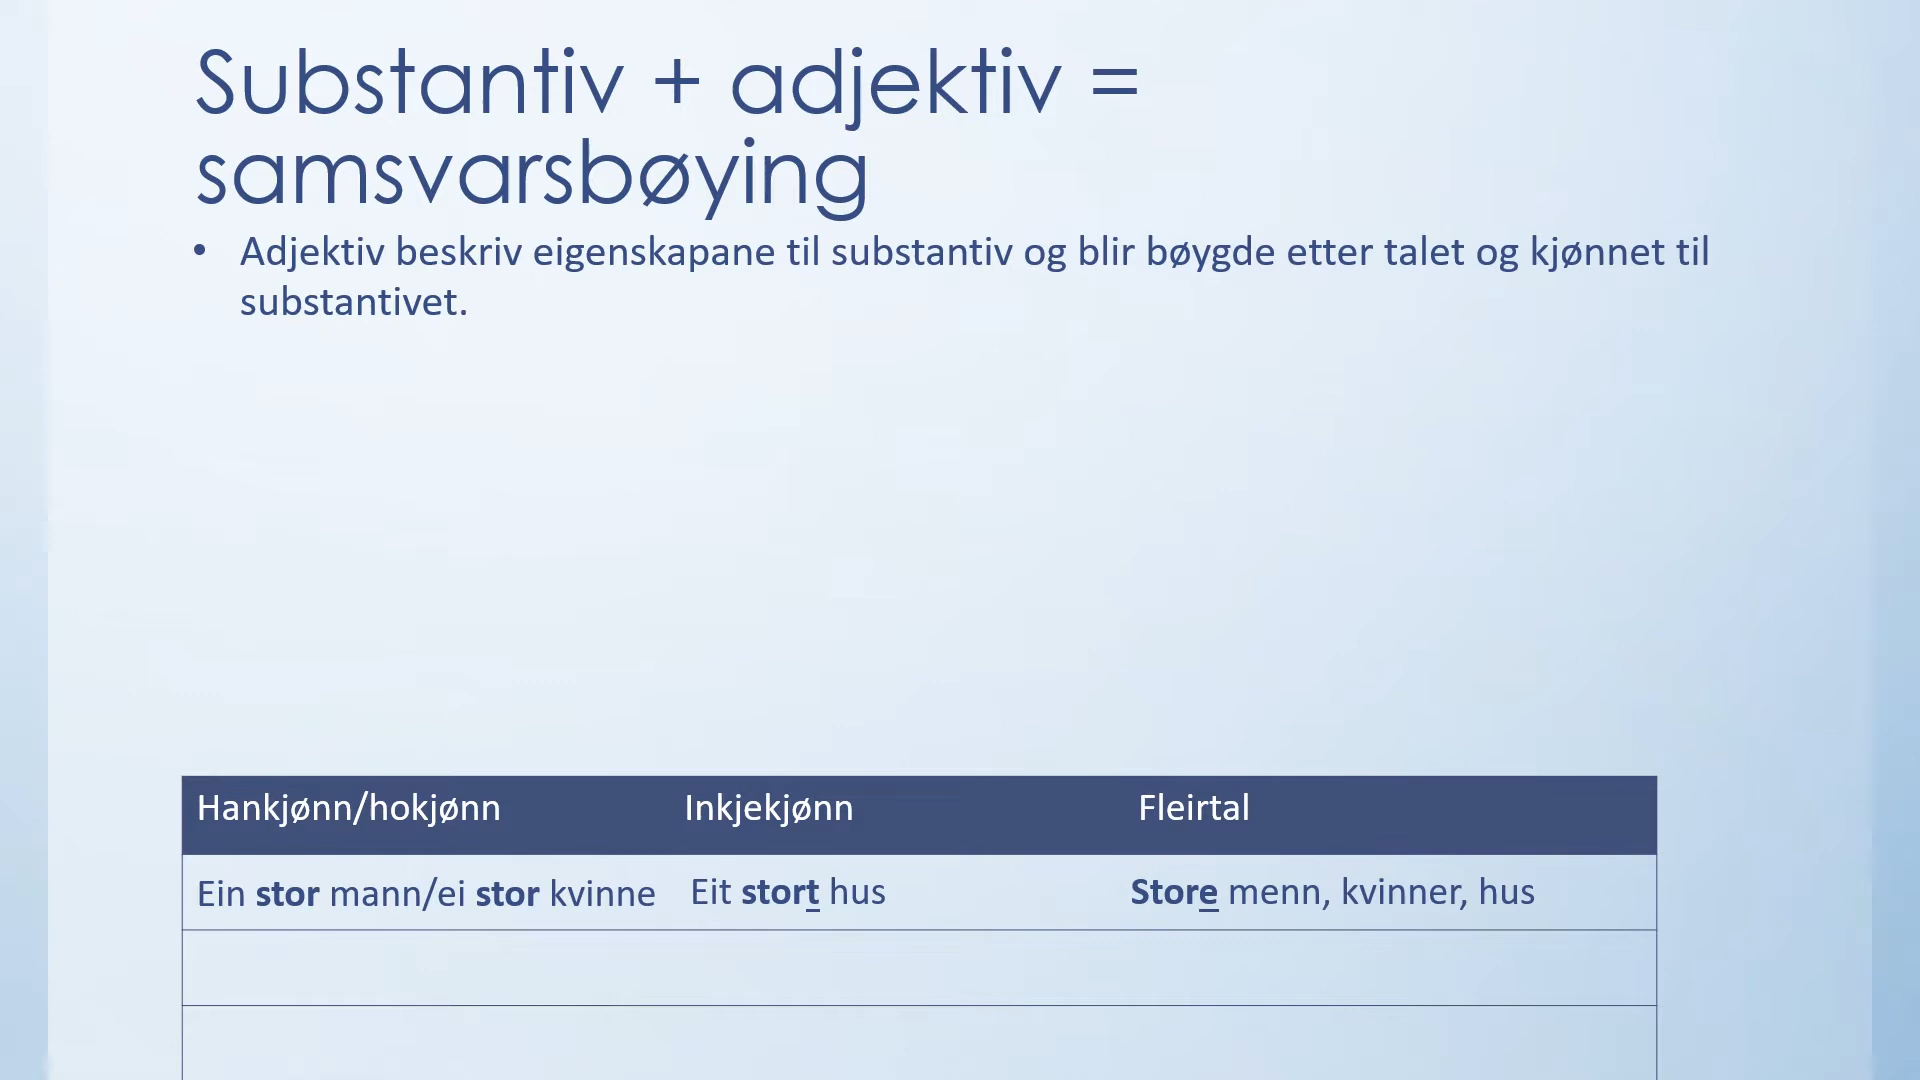 Substantiv + adjektiv =
samsvarsbøying
• Adjektiv beskriv eigenskapane til substantiv og blir bøygde etter talet og kjønnet til
substantivet.
Hankjønn/hokjønn Inkjekjønn Fleirtal
Ein stor mann/ei stor kvinne Eit stort hus Store menn, kvinner, hus